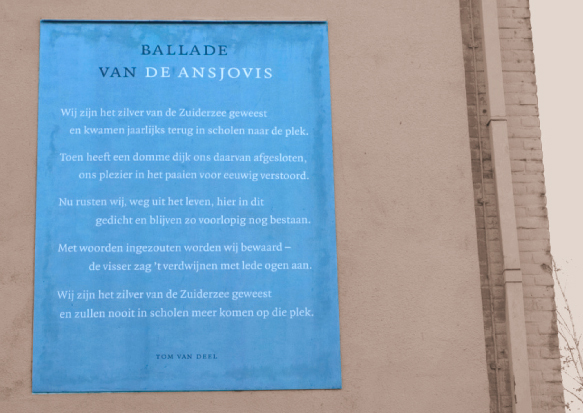 BALLADE
VAN DE ANSJOVIS
Wij zijn het zilver van de Zuiderzee geweest
en kwamen jaarlijks terug in scholen naar de plek.
Toen heeft een domme dijk ons daarvan afgesloten,
ons plezier in het paaien voor eeuwig verstoord.
Nu rusten wij, weg uit het leven, hier in dit
gedicht en blijven zo voorlopig nog bestaan.
Met woorden ingezouten worden wij bewaard –
de visser zag 't verdwijnen met lede ogen aan.
Wij zijn het zilver van de Zuiderzee geweest
en zullen nooit in scholen meer komen op die plek.
TOM VAN DEEL